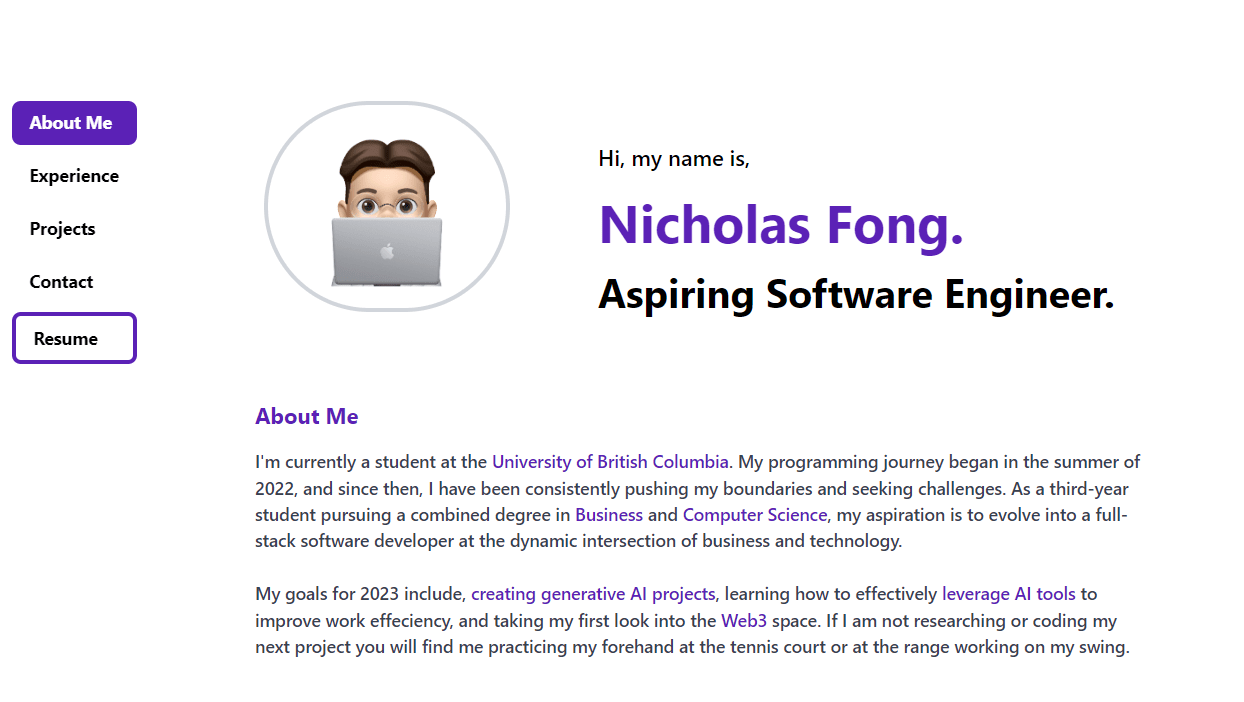 About Me
Experience
Projects
Contact
Resume
Hi, my name is,
Nicholas Fong.
Aspiring Software Engineer.
About Me
I'm currently a student at the University of British Columbia. My programming journey began in the summer of
2022, and since then, I have been consistently pushing my boundaries and seeking challenges. As a third-year
student pursuing a combined degree in Business and Computer Science, my aspiration is to evolve into a full-
stack software developer at the dynamic intersection of business and technology.
My goals for 2023 include, creating generative AI projects, learning how to effectively leverage AI tools to
improve work effeciency, and taking my first look into the Web3 space. If I am not researching or coding my
next project you will find me practicing my forehand at the tennis court or at the range working on my swing.